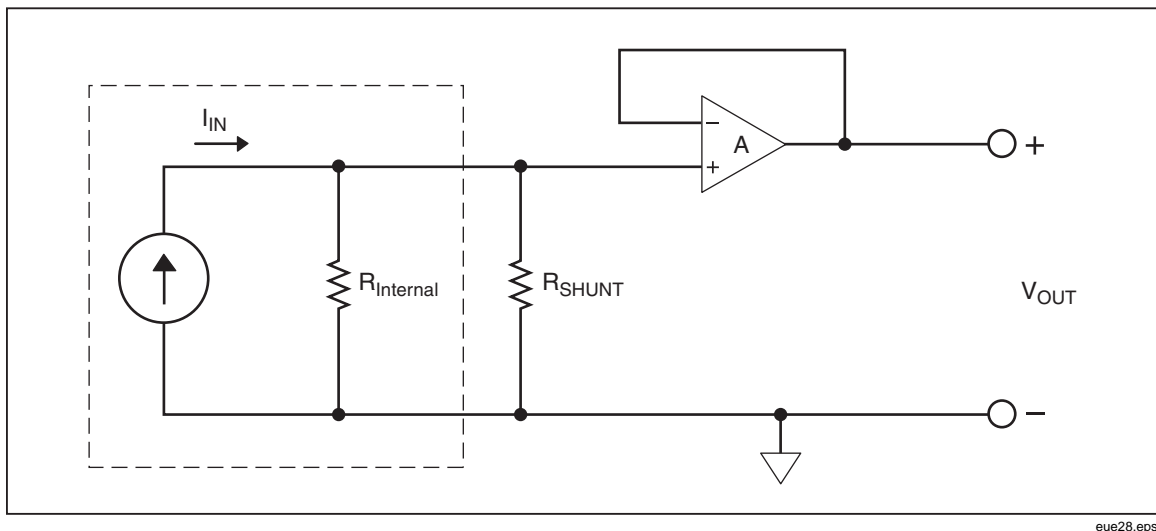 I_IN
−
A
+
+
R_Internal
R_SHUNT
V_OUT
−
eue28.eps